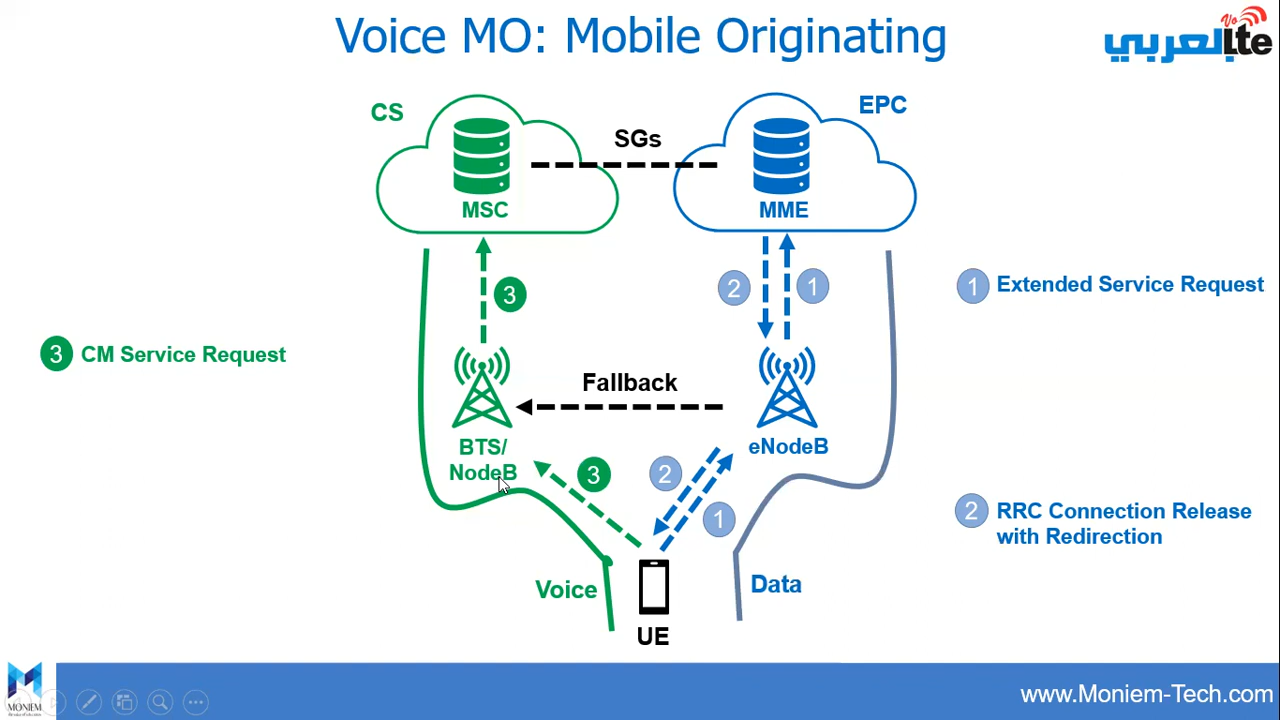 Voice MO: Mobile Originating
Vo
lte بالعربي
CS
EPC
SGs
MSC
MME
3
2
1
1 Extended Service Request
3 CM Service Request
Fallback
BTS/
NodeB
eNodeB
3
2
1
2 RRC Connection Release
with Redirection
Voice
Data
UE
MONIEM
www.Moniem-Tech.com